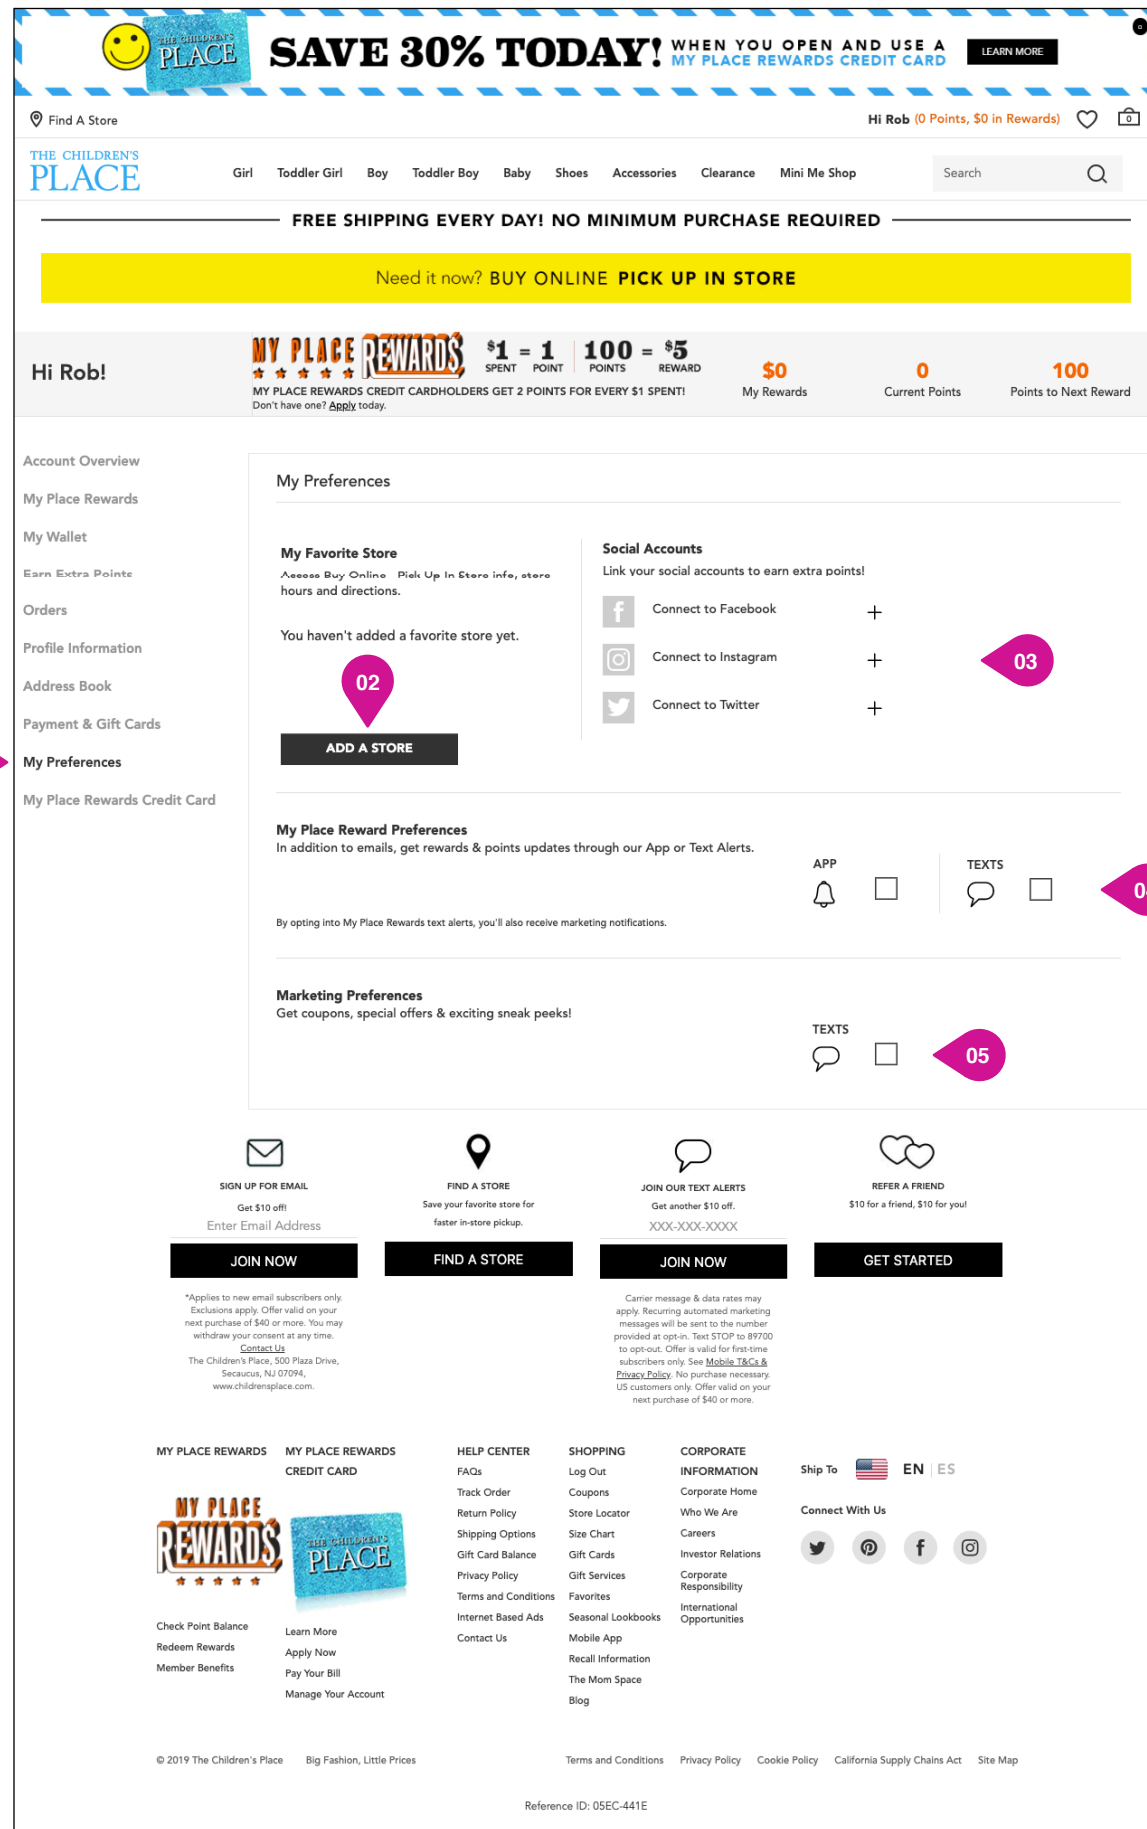 THE CHILDREN'S
PLACE
SAVE 30% TODAY!
WHEN YOU OPEN AND USE A
MY PLACE REWARDS CREDIT CARD
LEARN MORE
Find A Store
Hi Rob (0 Points, $0 in Rewards)
0
THE CHILDREN'S
PLACE
Girl Toddler Girl Boy Toddler Boy Baby Shoes Accessories Clearance Mini Me Shop
Search
FREE SHIPPING EVERY DAY! NO MINIMUM PURCHASE REQUIRED
Need it now? BUY ONLINE PICK UP IN STORE
Hi Rob!
MY PLACE REWARDS
$1 SPENT = 1 POINT
100 POINTS = $5 REWARD
MY PLACE REWARDS CREDIT CARDHOLDERS GET 2 POINTS FOR EVERY $1 SPENT!
Don't have one? Apply today.
$0
My Rewards
0
Current Points
100
Points to Next Reward
Account Overview
My Place Rewards
My Wallet
Earn Extra Points
Orders
Profile Information
Address Book
Payment & Gift Cards
My Preferences
My Place Rewards Credit Card
My Preferences
My Favorite Store
Access Buy Online Pick Up In Store info, store
hours and directions.
You haven't added a favorite store yet.
02
ADD A STORE
Social Accounts
Link your social accounts to earn extra points!
Connect to Facebook
Connect to Instagram
Connect to Twitter
03
My Place Reward Preferences
In addition to emails, get rewards & points updates through our App or Text Alerts.
APP
TEXTS
04
By opting into My Place Rewards text alerts, you'll also receive marketing notifications.
Marketing Preferences
Get coupons, special offers & exciting sneak peeks!
TEXTS
05
SIGN UP FOR EMAIL
Get $10 off!
Enter Email Address
JOIN NOW
*Applies to new email subscribers only.
Exclusions apply. Offer valid on your
next purchase of $40 or more. You may
withdraw your consent at any time.
Contact Us
The Children's Place, 500 Plaza Drive,
Secaucus, NJ 07094,
www.childrensplace.com.
FIND A STORE
Save your favorite store for
faster in-store pickup.
FIND A STORE
JOIN OUR TEXT ALERTS
Get another $10 off.
XXX-XXX-XXXX
JOIN NOW
Carrier message & data rates may
apply. Recurring automated marketing
messages will be sent to the number
provided at opt-in. Text STOP to 89700
to opt-out. Offer is valid for first-time
subscribers only. See Mobile T&Cs &
Privacy Policy. No purchase necessary.
US customers only. Offer valid on your
next purchase of $40 or more.
REFER A FRIEND
$10 for a friend, $10 for you!
GET STARTED
MY PLACE REWARDS
MY PLACE
REWARDS
Check Point Balance
Redeem Rewards
Member Benefits
MY PLACE REWARDS
CREDIT CARD
THE CHILDREN'S
PLACE
Learn More
Apply Now
Pay Your Bill
Manage Your Account
HELP CENTER
FAQs
Track Order
Return Policy
Shipping Options
Gift Card Balance
Privacy Policy
Terms and Conditions
Internet Based Ads
Contact Us
SHOPPING
Log Out
Coupons
Store Locator
Size Chart
Gift Cards
Gift Services
Favorites
Seasonal Lookbooks
Mobile App
Recall Information
The Mom Space
Blog
CORPORATE
INFORMATION
Corporate Home
Who We Are
Careers
Investor Relations
Corporate
Responsibility
International
Opportunities
Ship To EN | ES
Connect With Us
© 2019 The Children's Place Big Fashion, Little Prices
Terms and Conditions Privacy Policy Cookie Policy California Supply Chains Act Site Map
Reference ID: 05EC-441E